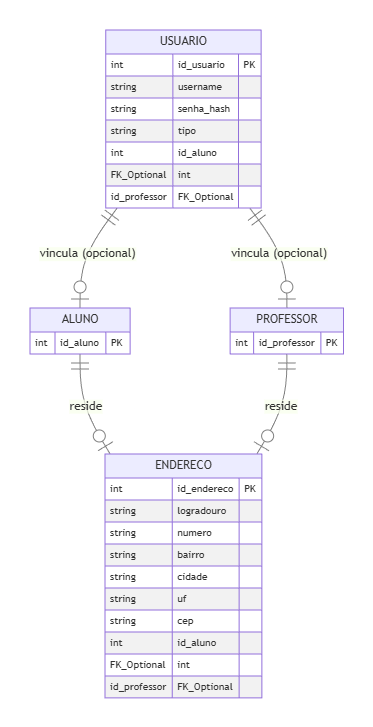 USUARIO
int id_usuario PK
string username
string senha_hash
string tipo
int id_aluno
FK_Optional int
id_professor FK_Optional
vincula (opcional) vincula (opcional)
ALUNO PROFESSOR
int id_aluno PK int id_professor PK
reside reside
ENDERECO
int id_endereco PK
string logradouro
string numero
string bairro
string cidade
string uf
string cep
int id_aluno
FK_Optional int
id_professor FK_Optional